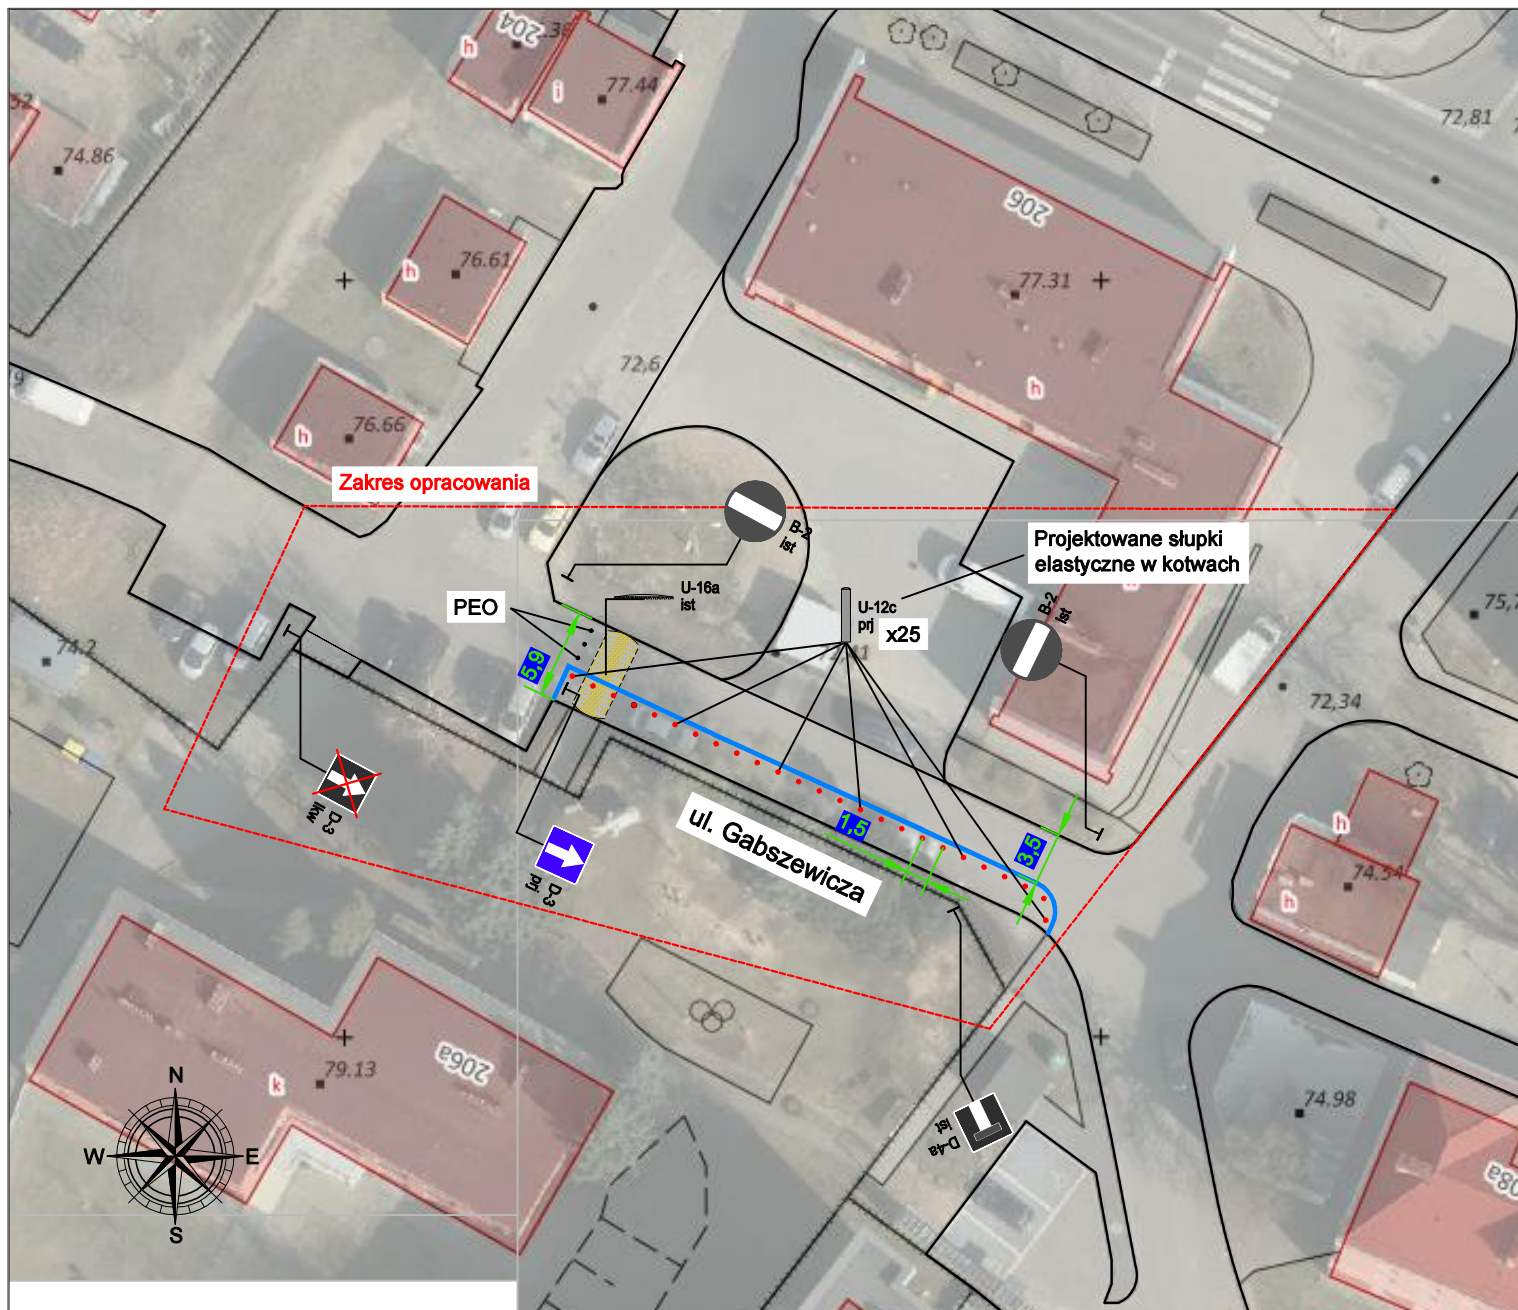 204
h
i
77.44
74.86
72,81
206
h
76.61
77.31
72,6
h
h
76.66
Zakres opracowania
B-2
ist
Projektowane słupki
elastyczne w kotwach
U-16a
ist
PEO
U-12c
prj
x25
B-2
ist
74.2
5,9
72,34
D-3
lkw
ul. Gabszewicza
1,5
3,5
D-3
prj
h
74.54
h
206a
79.13
k
N
W
E
S
D-4a
ist
74.98